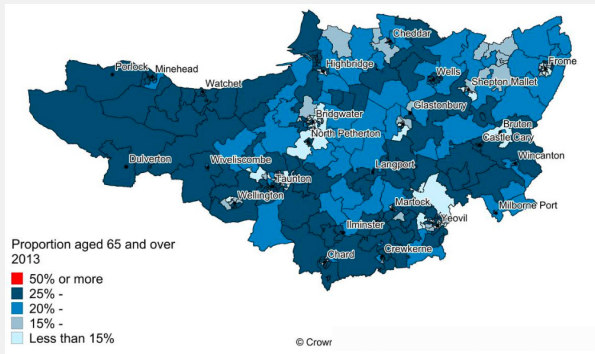 Cheddar
Porlock
Minehead
Highbridge
Wells
Frome
Watchet
Shepton Mallet
Glastonbury
Bridgwater
Bruton
North Petherton
Castle Cary
Dulverton
Wiveliscombe
Langport
Wincanton
Taunton
Wellington
Martock
Milborne Port
Yeovil
Ilminster
Crewkerne
Chard
Proportion aged 65 and over
2013
50% or more
25% -
20% -
15% -
Less than 15%
© Crowr